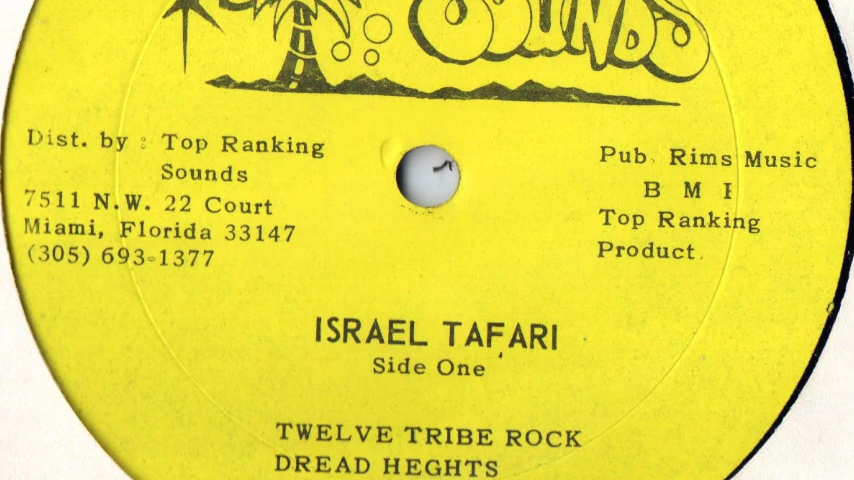 SOUNDS
Dist. by : Top Ranking
Sounds
7511 N.W. 22 Court
Miami, Florida 33147
(305) 693-1377
Pub. Rims Music
B M I
Top Ranking
Product.
ISRAEL TAFARI
Side One
TWELVE TRIBE ROCK
DREAD HEGHTS